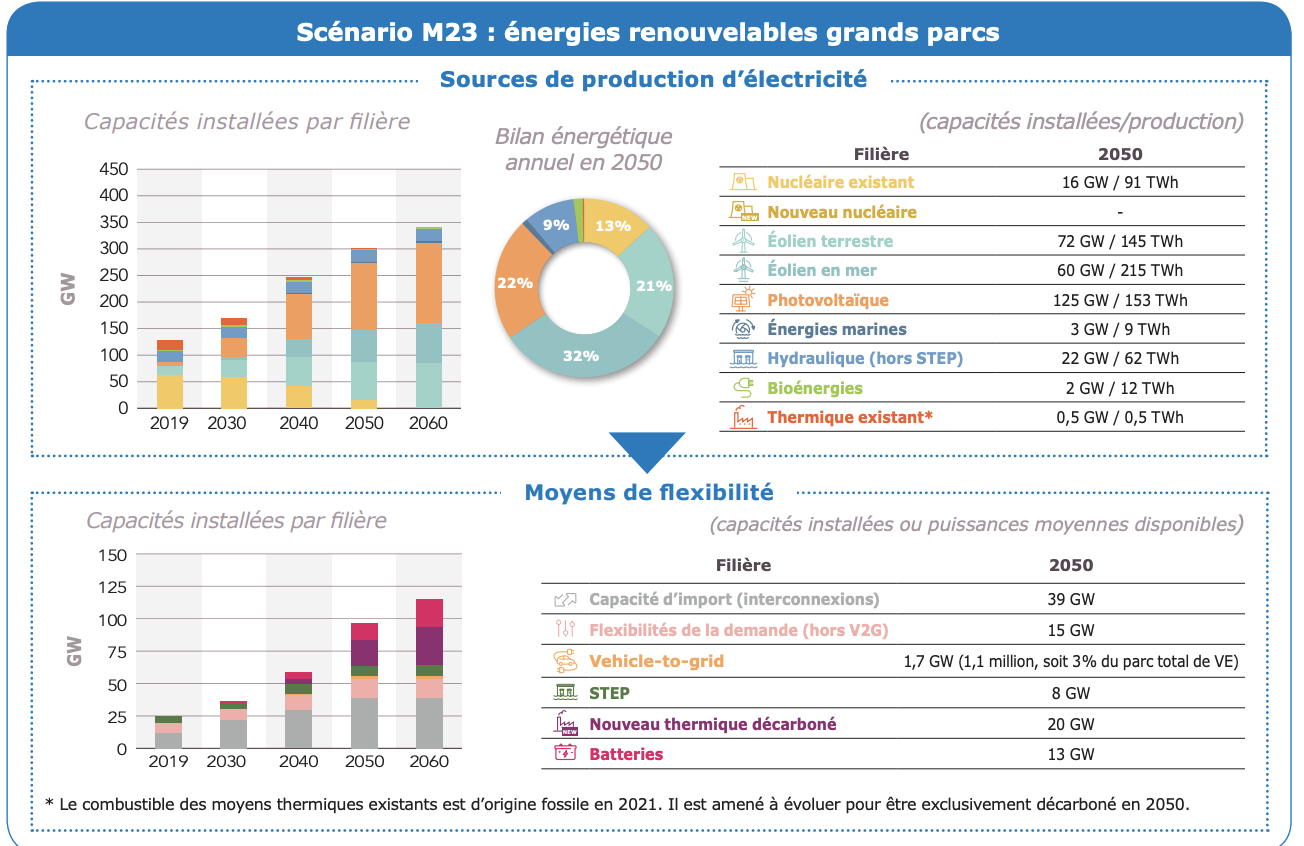 Scénario M23 : énergies renouvelables grands parcs
Sources de production d’électricité
Capacités installées par filière
GW
450
400
350
300
250
200
150
100
50
0
2019 2030 2040 2050 2060
Bilan énergétique
annuel en 2050
13%
21%
32%
22%
9%
(capacités installées/production)
Filière 2050
Nucléaire existant 16 GW / 91 TWh
NEW Nouveau nucléaire -
Éolien terrestre 72 GW / 145 TWh
Éolien en mer 60 GW / 215 TWh
Photovoltaïque 125 GW / 153 TWh
Énergies marines 3 GW / 9 TWh
Hydraulique (hors STEP) 22 GW / 62 TWh
Bioénergies 2 GW / 12 TWh
Thermique existant* 0,5 GW / 0,5 TWh
Moyens de flexibilité
Capacités installées par filière
GW
150
125
100
75
50
25
0
2019 2030 2040 2050 2060
(capacités installées ou puissances moyennes disponibles)
Filière 2050
Capacité d’import (interconnexions) 39 GW
Flexibilités de la demande (hors V2G) 15 GW
Vehicle-to-grid 1,7 GW (1,1 million, soit 3% du parc total de VE)
STEP 8 GW
NEW Nouveau thermique décarboné 20 GW
Batteries 13 GW
* Le combustible des moyens thermiques existants est d’origine fossile en 2021. Il est amené à évoluer pour être exclusivement décarboné en 2050.